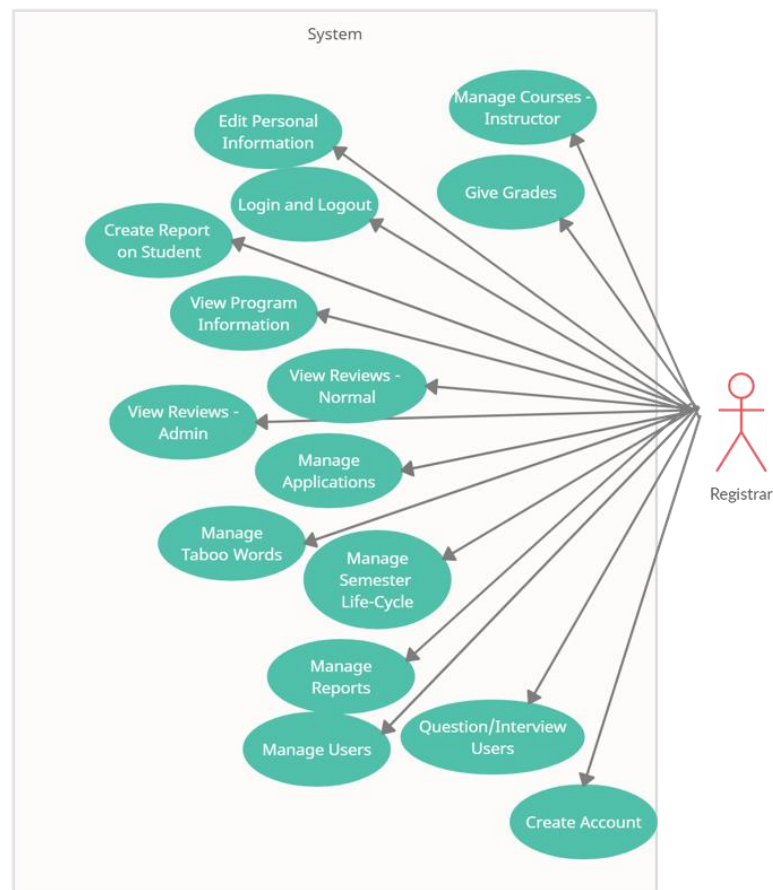 System
Manage Courses -
Instructor
Edit Personal
Information
Give Grades
Login and Logout
Create Report
on Student
View Program
Information
View Reviews -
Normal
View Reviews -
Admin
Manage
Applications
Registrar
Manage
Taboo Words
Manage
Semester
Life-Cycle
Manage
Reports
Question/Interview
Users
Manage Users
Create Account